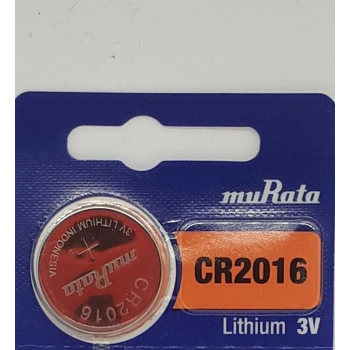 muRata
CR2016
Lithium 3V
3V LITHIUM INDONESIA
+
muRata
CR2016